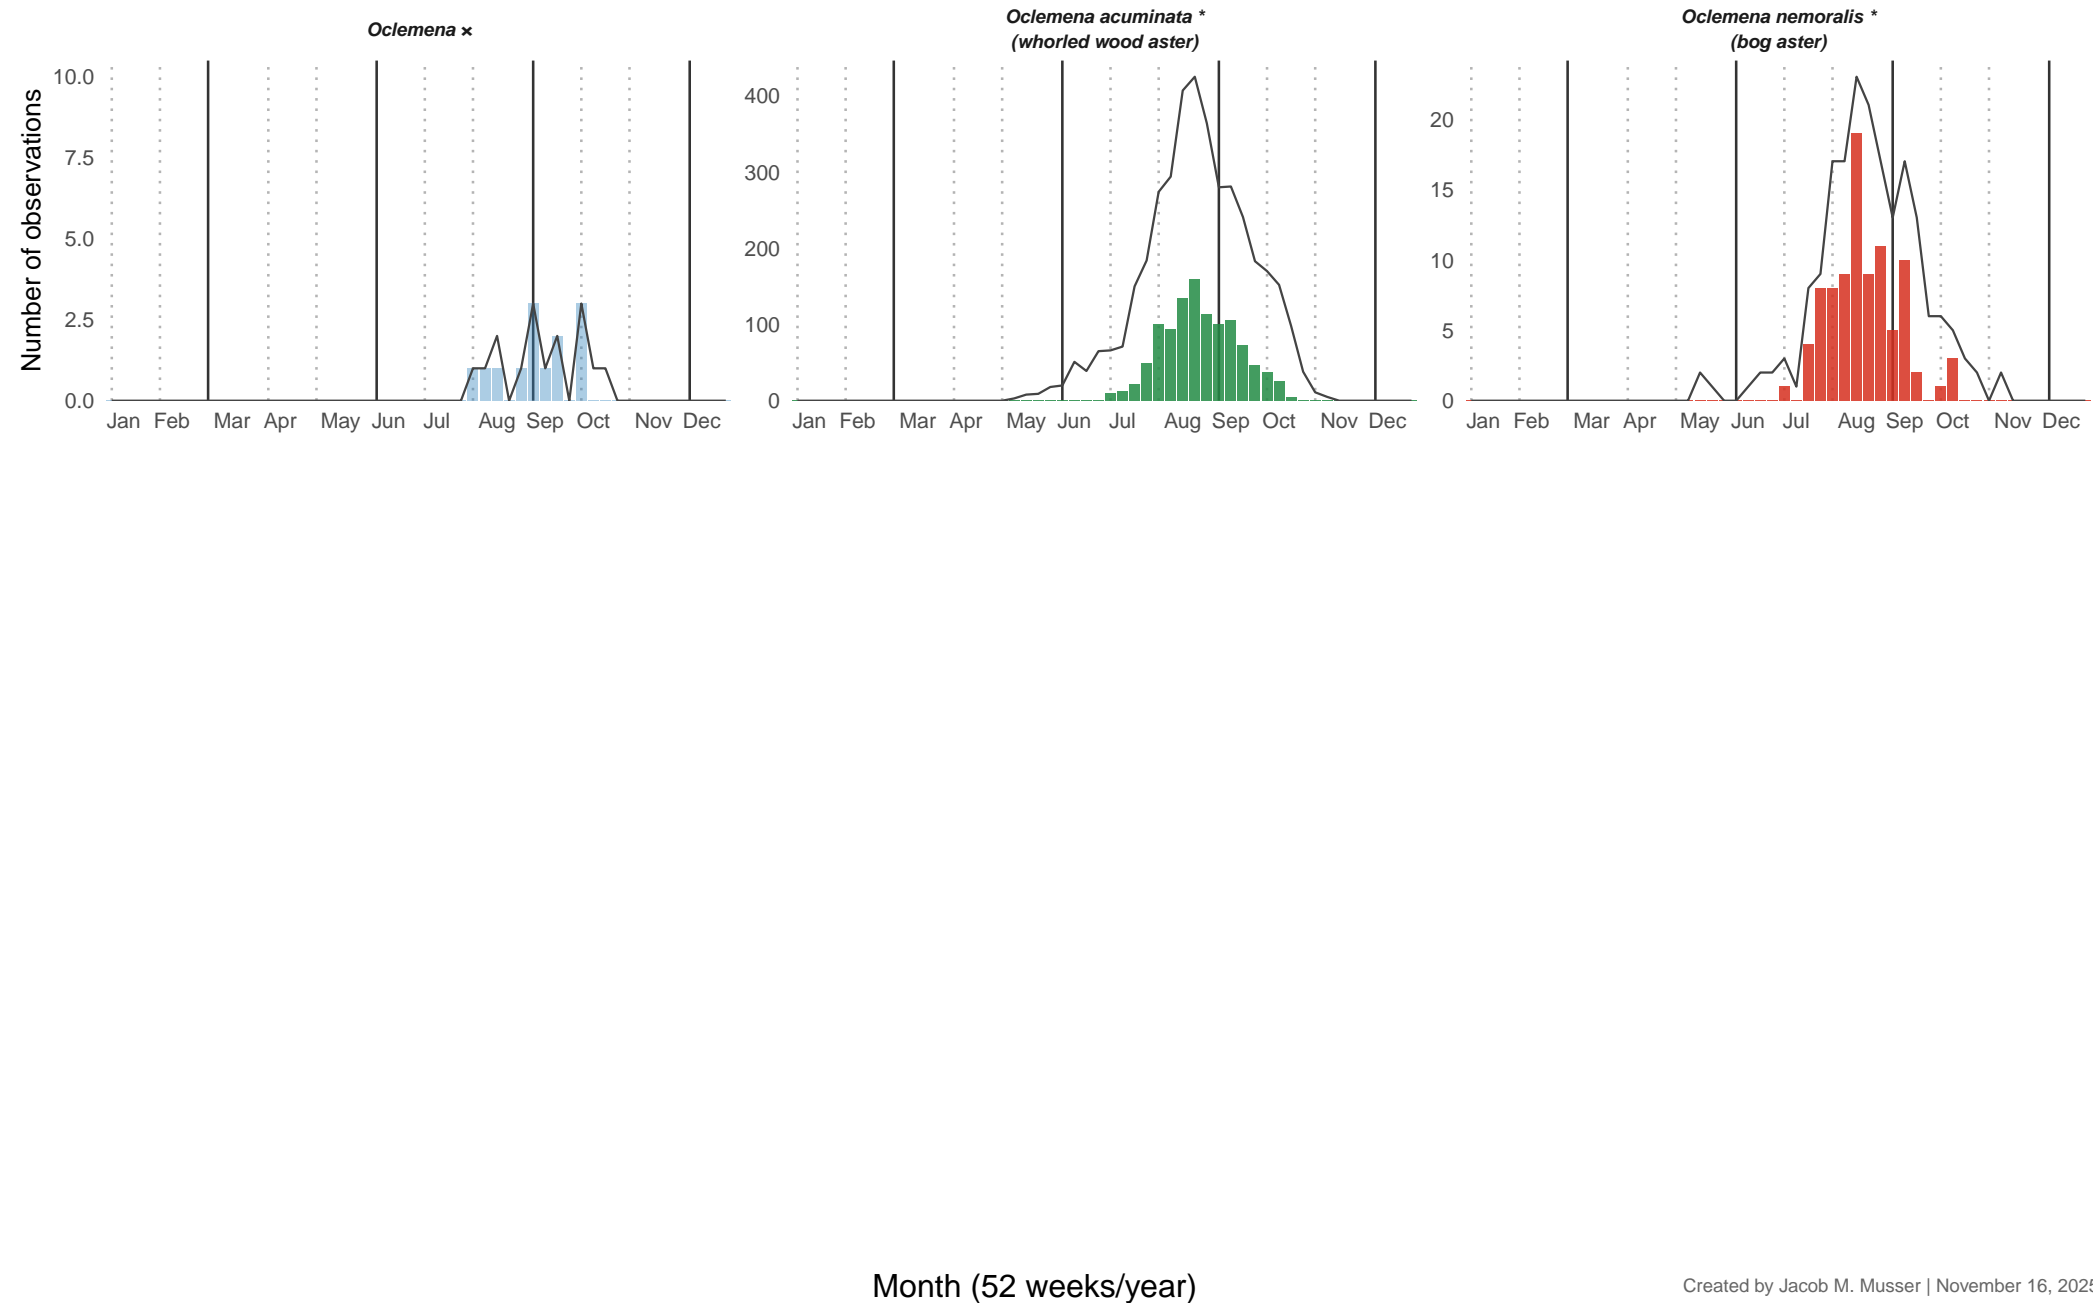 Oclemena ×
Oclemena acuminata *
(whorled wood aster)
Oclemena nemoralis *
(bog aster)
Number of observations
10.0
7.5
5.0
2.5
0.0
Jan Feb Mar Apr May Jun Jul Aug Sep Oct Nov Dec
400
300
200
100
0
Jan Feb Mar Apr May Jun Jul Aug Sep Oct Nov Dec
20
15
10
5
0
Jan Feb Mar Apr May Jun Jul Aug Sep Oct Nov Dec
Month (52 weeks/year)
Created by Jacob M. Musser | November 16, 2025